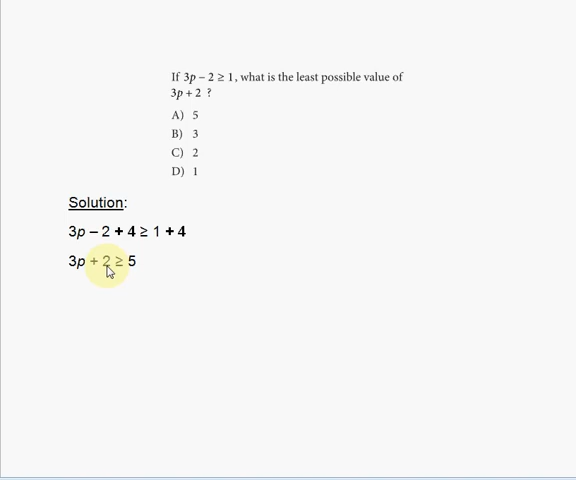 If 3p – 2 ≥ 1, what is the least possible value of
3p + 2 ?
A) 5
B) 3
C) 2
D) 1
Solution:
3p – 2 + 4 ≥ 1 + 4
3p + 2 ≥ 5